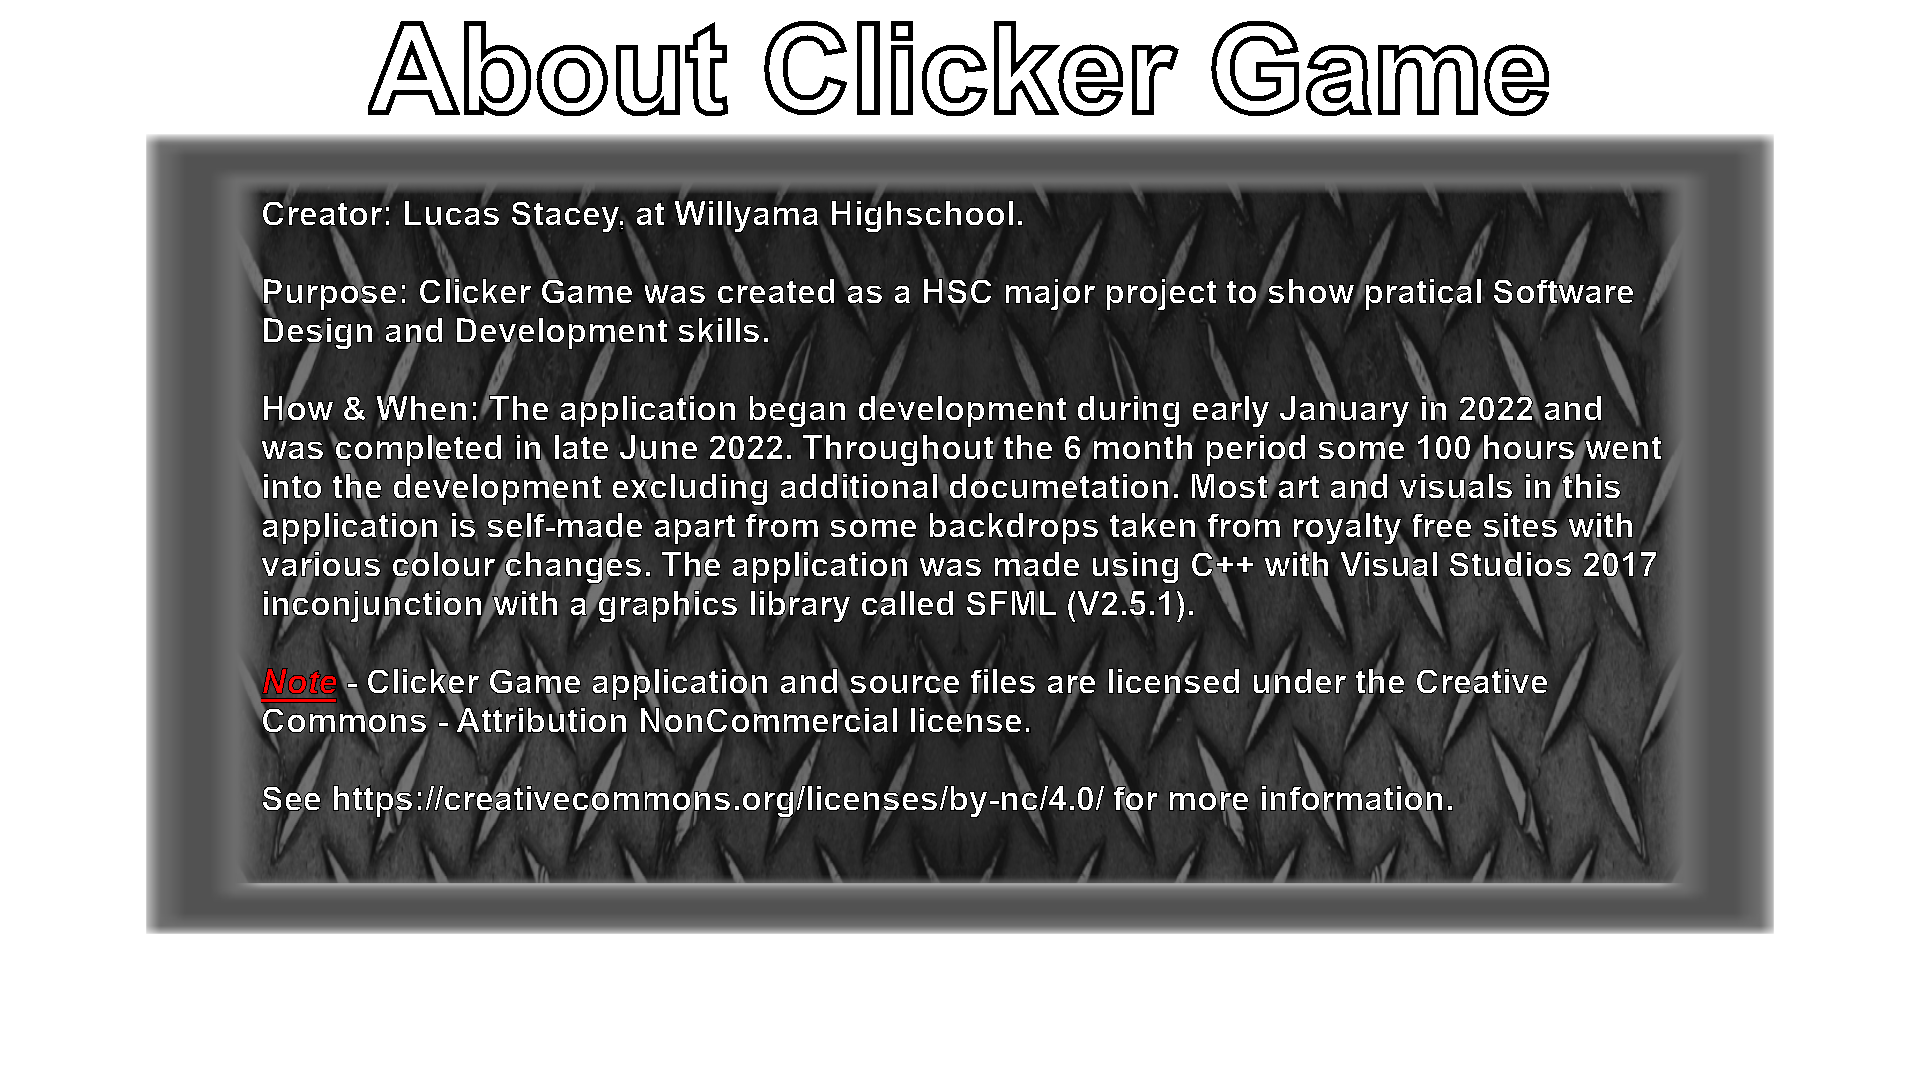 About Clicker Game
Creator: Lucas Stacey, at Willyama Highschool.
Purpose: Clicker Game was created as a HSC major project to show pratical Software
Design and Development skills.
How & When: The application began development during early January in 2022 and
was completed in late June 2022. Throughout the 6 month period some 100 hours went
into the development excluding additional documetation. Most art and visuals in this
application is self-made apart from some backdrops taken from royalty free sites with
various colour changes. The application was made using C++ with Visual Studios 2017
inconjunction with a graphics library called SFML (V2.5.1).
Note - Clicker Game application and source files are licensed under the Creative
Commons - Attribution NonCommercial license.
See https://creativecommons.org/licenses/by-nc/4.0/ for more information.